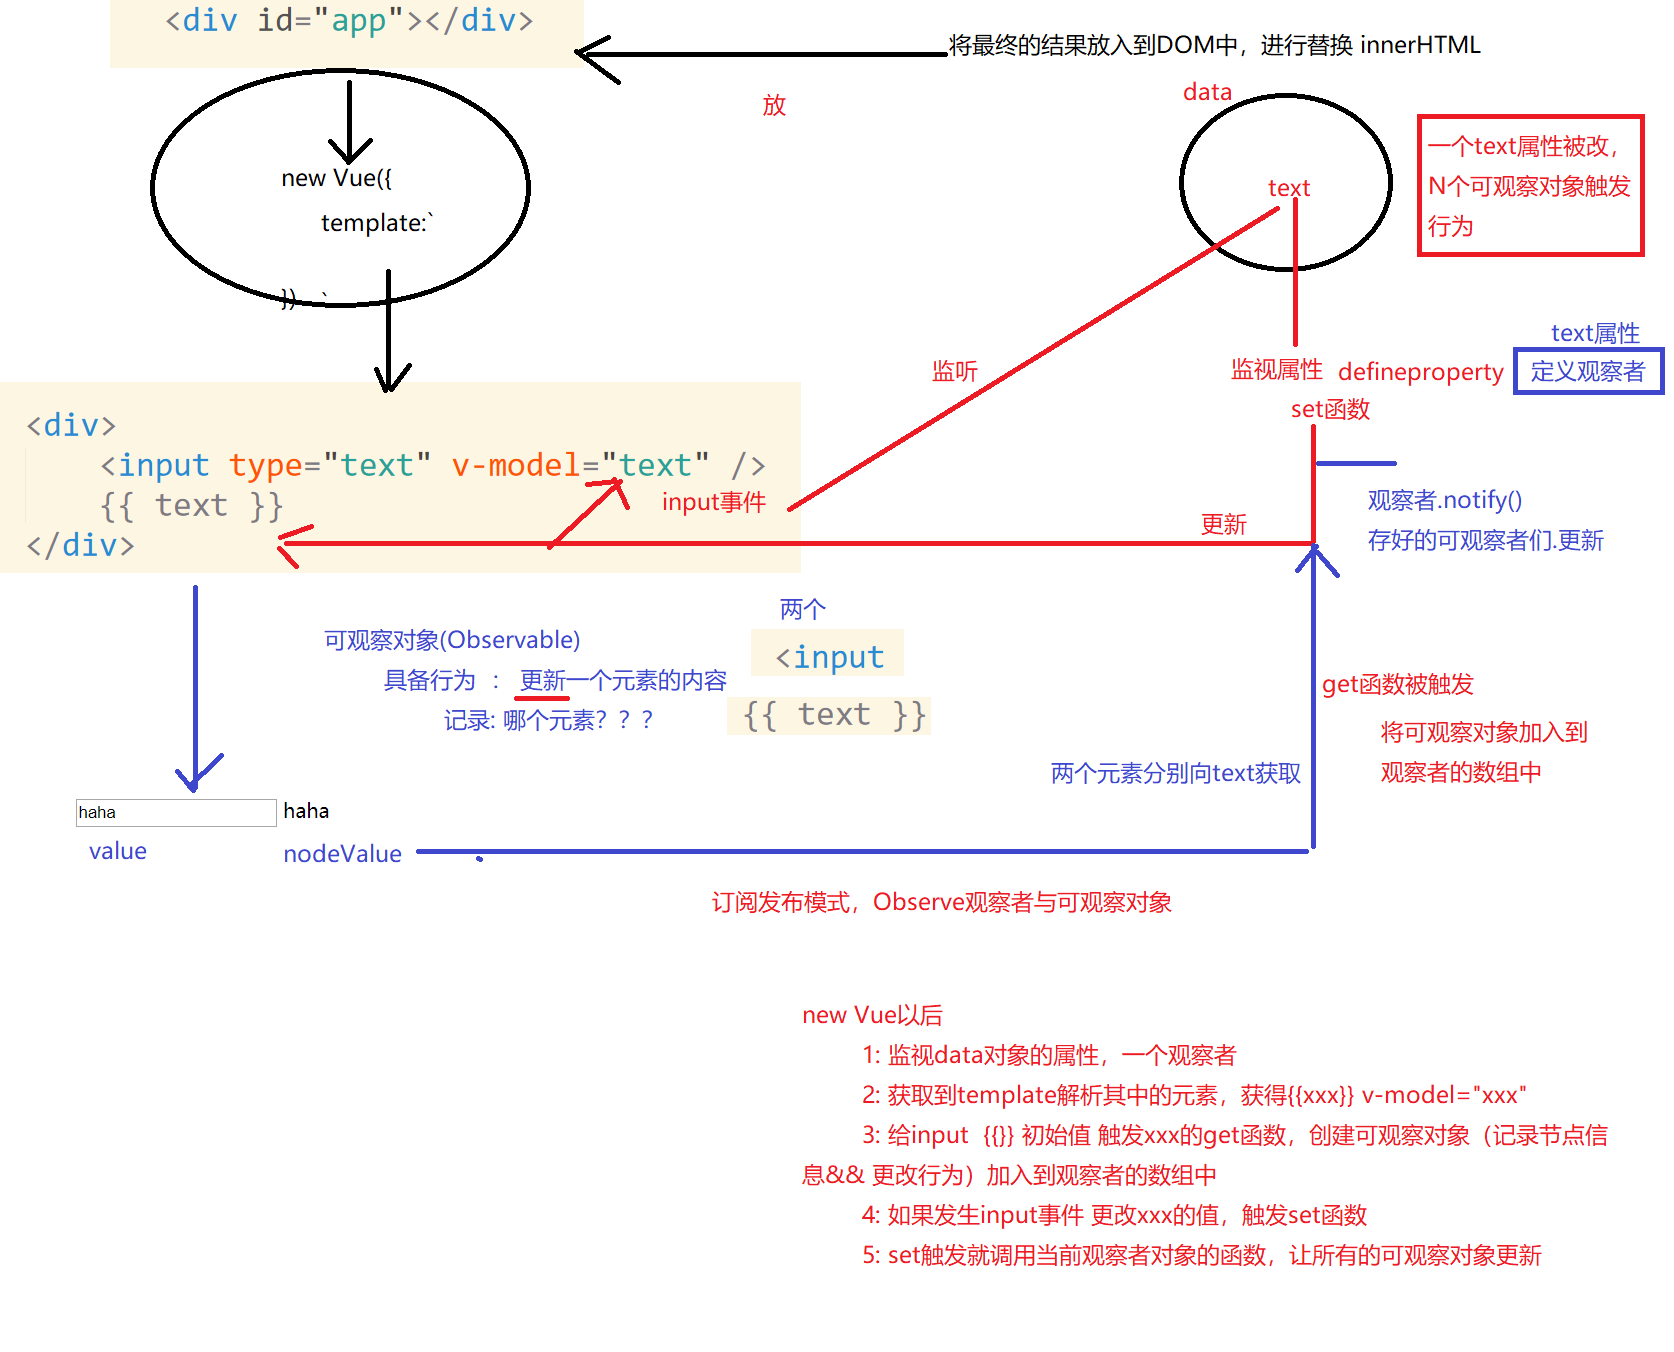 <div id="app"></div>
将最终的结果放入到DOM中，进行替换 innerHTML
放
data
new Vue({
template:`
})    `
text
一个text属性被改，
N个可观察对象触发
行为
text属性
定义观察者
监听
监视属性  defineproperty
set函数
<div>
<input type="text" v-model="text" />
{{ text }}
</div>
input事件
更新
观察者.notify()
存好的可观察者们.更新
可观察对象(Observable)
具备行为 ： 更新一个元素的内容
记录: 哪个元素? ? ?
两个
<input
{{ text }}
get函数被触发
将可观察对象加入到
观察者的数组中
两个元素分别向text获取
haha
haha
value
nodeValue
订阅发布模式，Observe观察者与可观察对象
new Vue以后
1: 监视data对象的属性，一个观察者
2: 获取到template解析其中的元素，获得{{xxx}} v-model="xxx"
3: 给input  {{}} 初始值 触发xxx的get函数，创建可观察对象（记录节点信
息&& 更改行为）加入到观察者的数组中
4: 如果发生input事件 更改xxx的值，触发set函数
5: set触发就调用当前观察者对象的函数，让所有的可观察对象更新